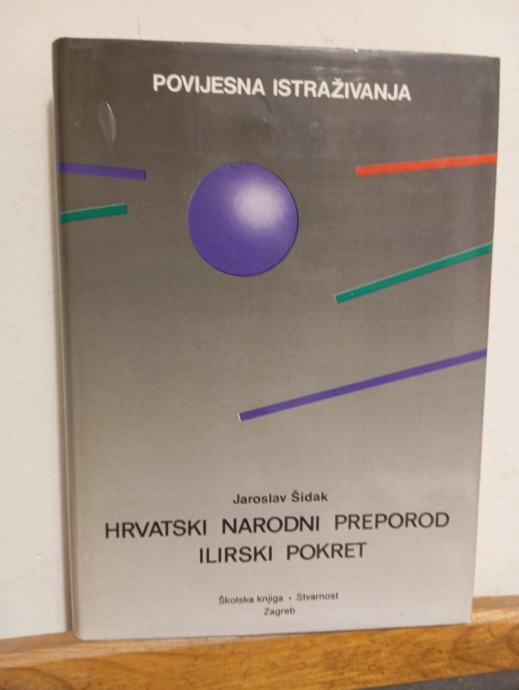 POVIJESNA ISTRAŽIVANJA
Jaroslav Šidak
HRVATSKI NARODNI PREPOROD
ILIRSKI POKRET
Školska knjiga • Stvarnost
Zagreb